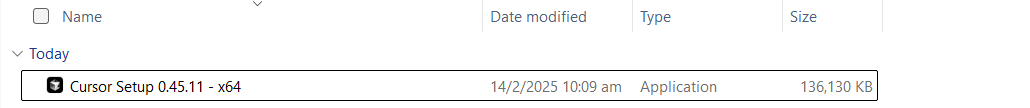 Name Date modified Type Size
Today
Cursor Setup 0.45.11 - x64 14/2/2025 10:09 am Application 136,130 KB